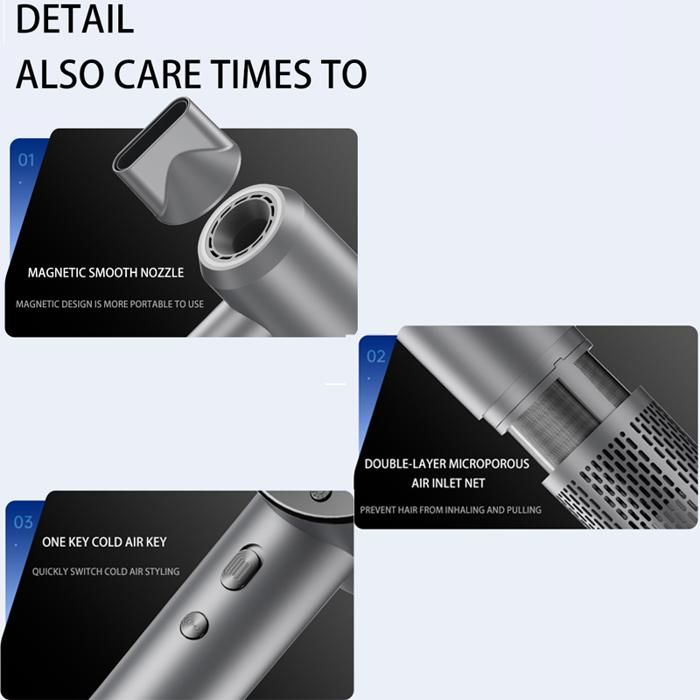 DETAIL
ALSO CARE TIMES TO
01
MAGNETIC SMOOTH NOZZLE
MAGNETIC DESIGN IS MORE PORTABLE TO USE
02
DOUBLE-LAYER MICROPOROUS
AIR INLET NET
PREVENT HAIR FROM INHALING AND PULLING
03
ONE KEY COLD AIR KEY
QUICKLY SWITCH COLD AIR STYLING